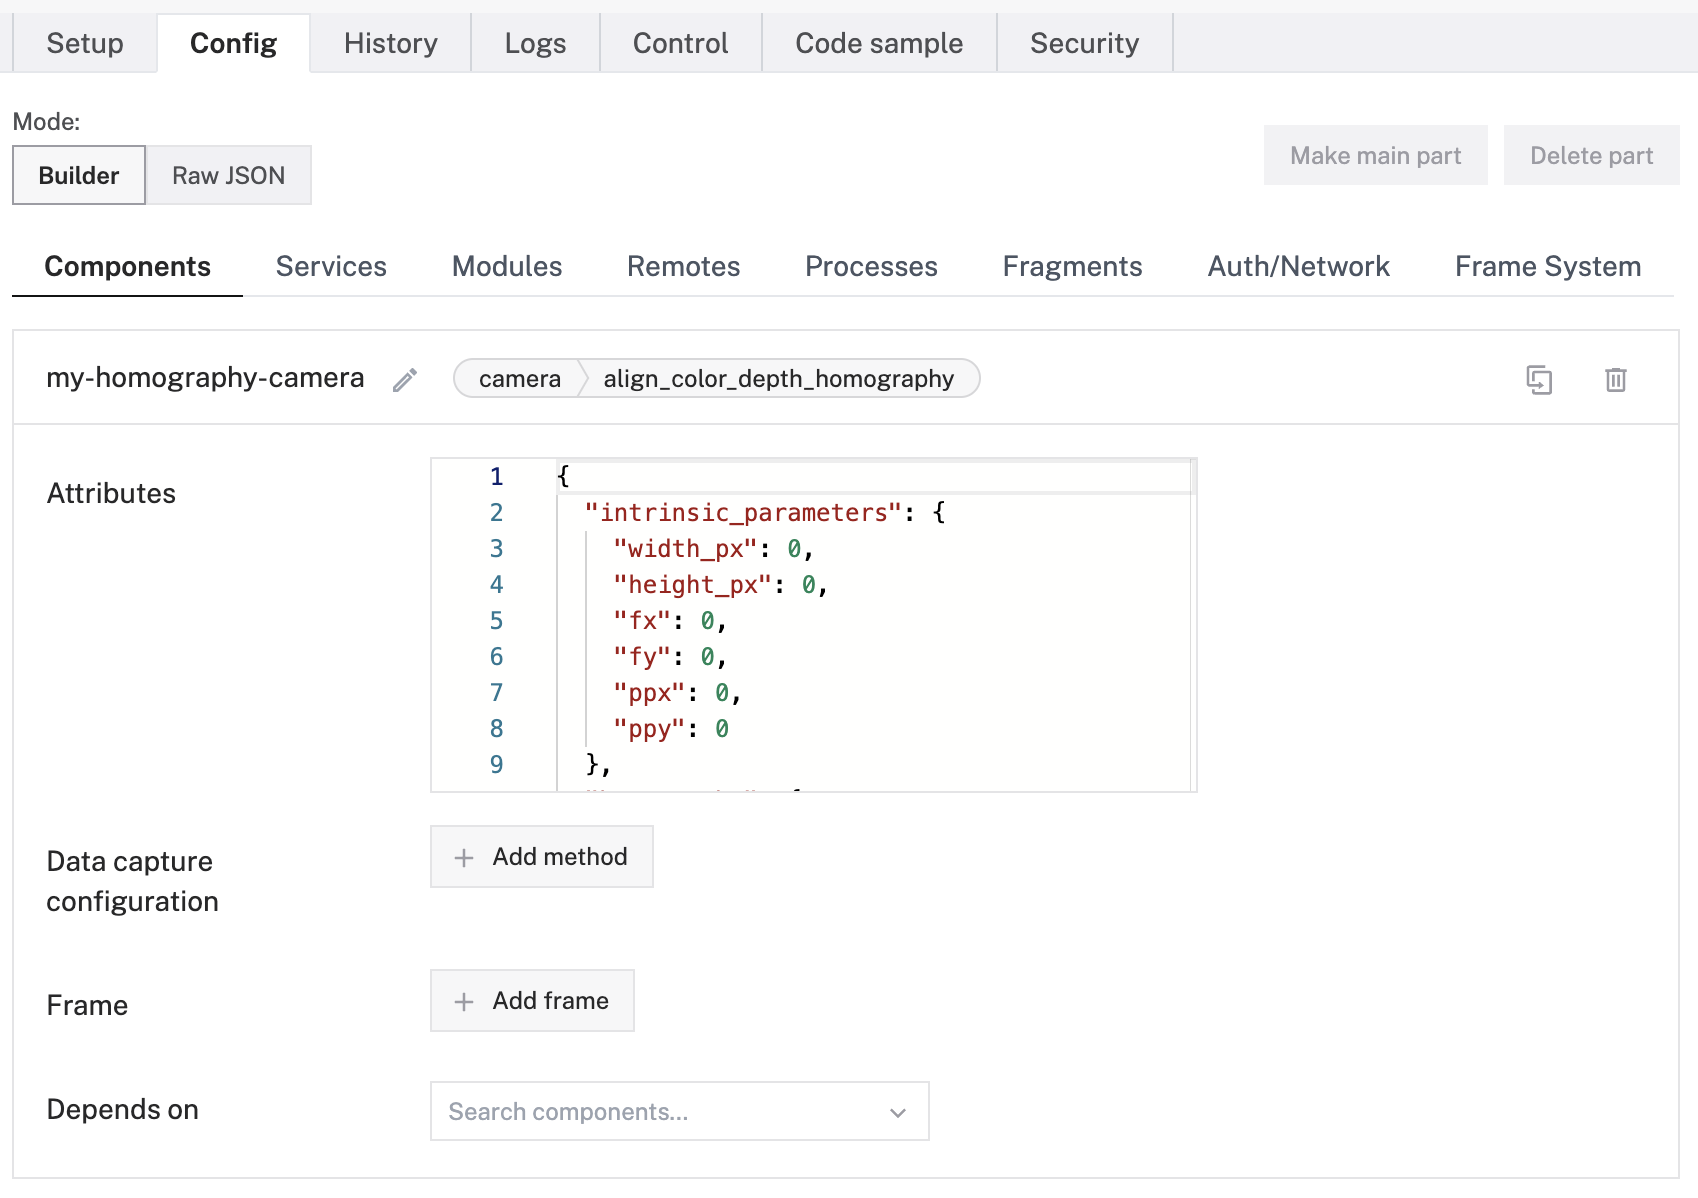 Setup Config History Logs Control Code sample Security
Mode:
Builder Raw JSON
Make main part Delete part
Components Services Modules Remotes Processes Fragments Auth/Network Frame System
my-homography-camera camera align_color_depth_homography
Attributes
1 {
2 "intrinsic_parameters": {
3 "width_px": 0,
4 "height_px": 0,
5 "fx": 0,
6 "fy": 0,
7 "ppx": 0,
8 "ppy": 0
9 },
Data capture
configuration
+ Add method
Frame
+ Add frame
Depends on
Search components...